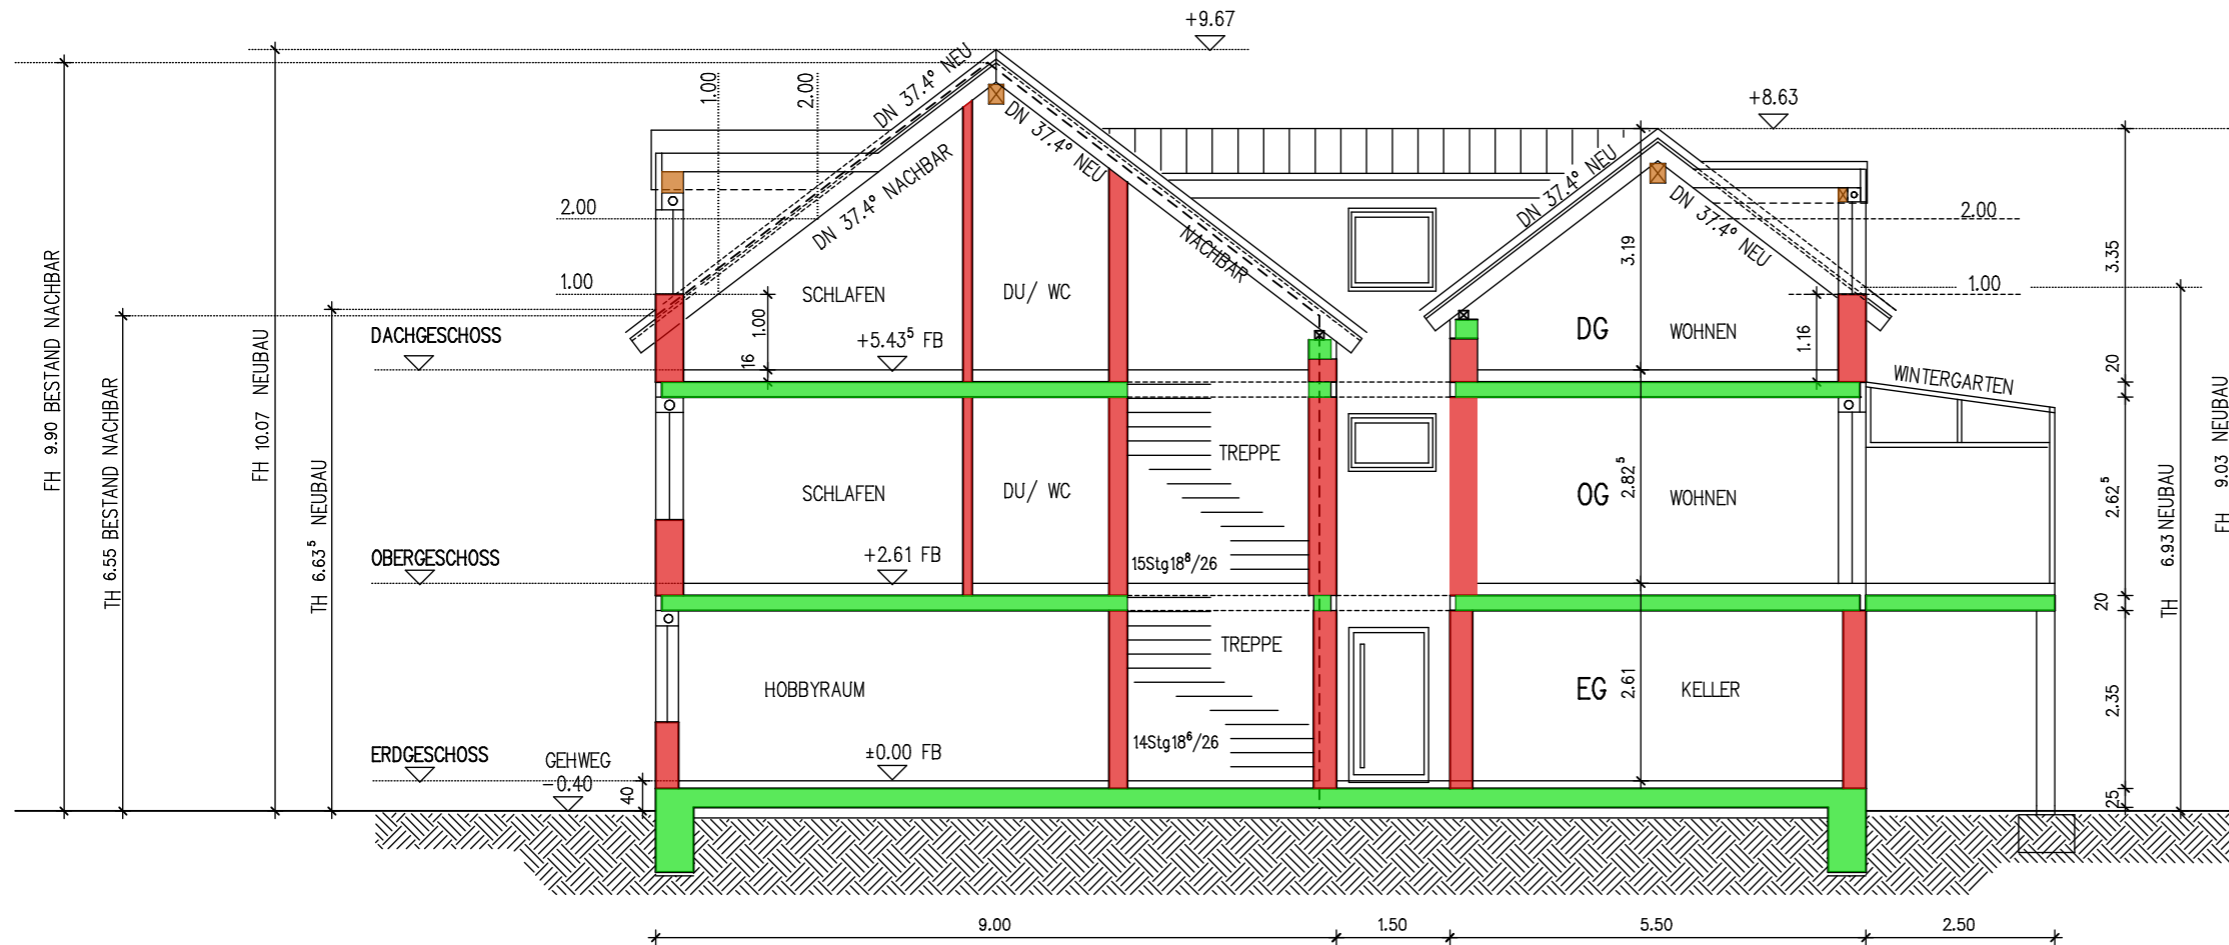 +9.67
+8.63
DN 37.4° NEU
1.00
2.00
DN 37.4° NEU
DN 37.4° NACHBAR
NACHBAR
DN 37.4° NEU
DN 37.4° NEU
2.00
2.00
1.00
1.00
3.19
3.35
FH 9.90 BESTAND NACHBAR
TH 6.55 BESTAND NACHBAR
FH 10.07 NEUBAU
TH 6.63⁵ NEUBAU
DACHGESCHOSS
1.00
16
SCHLAFEN
DU/ WC
+5.43⁵ FB
DG
WOHNEN
1.16
20
WINTERGARTEN
TREPPE
SCHLAFEN
DU/ WC
OG
2.82⁵
WOHNEN
2.62⁵
TH 6.93 NEUBAU
FH 9.03 NEUBAU
OBERGESCHOSS
+2.61 FB
15Stg18⁸/26
20
TREPPE
HOBBYRAUM
EG
2.61
KELLER
2.35
ERDGESCHOSS
GEHWEG
-0.40
40
±0.00 FB
14Stg18⁶/26
25
9.00
1.50
5.50
2.50